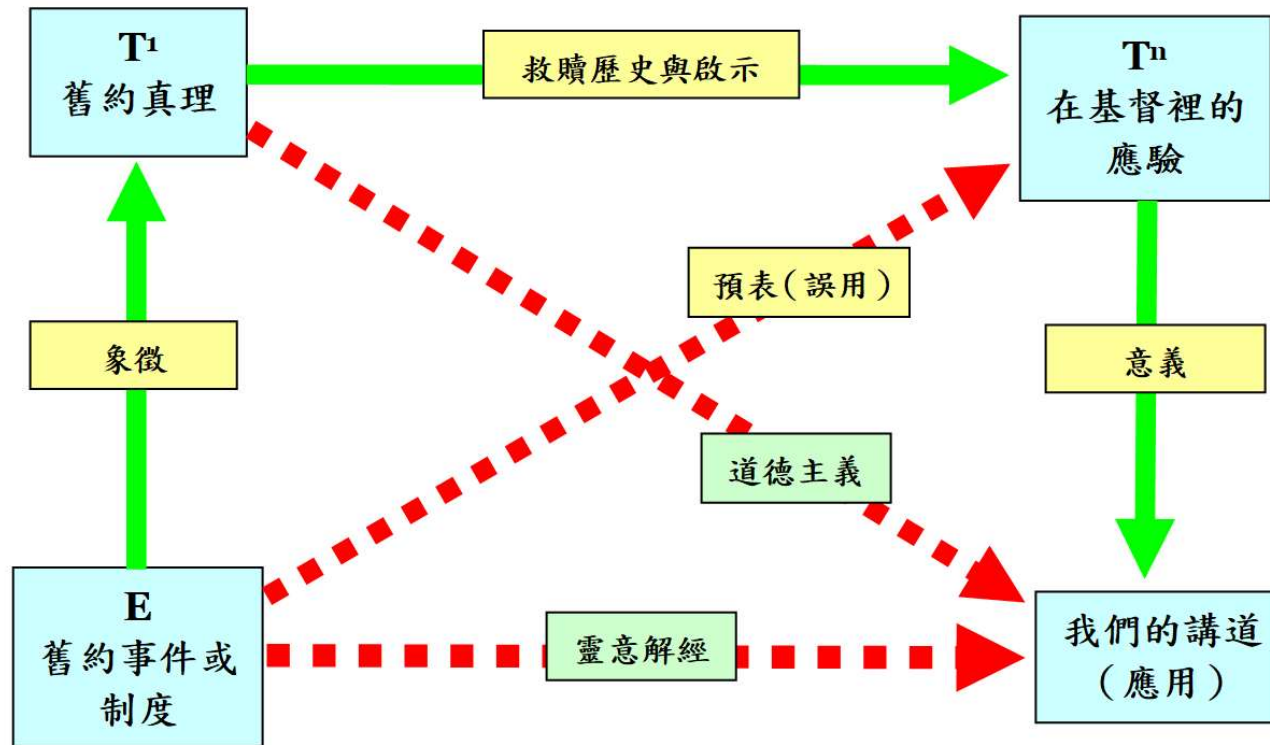 T¹
舊約真理
救贖歷史與啟示
Tⁿ
在基督裡的
應驗
預表(誤用)
象徵
意義
道德主義
E
舊約事件或
制度
靈意解經
我們的講道
(應用)